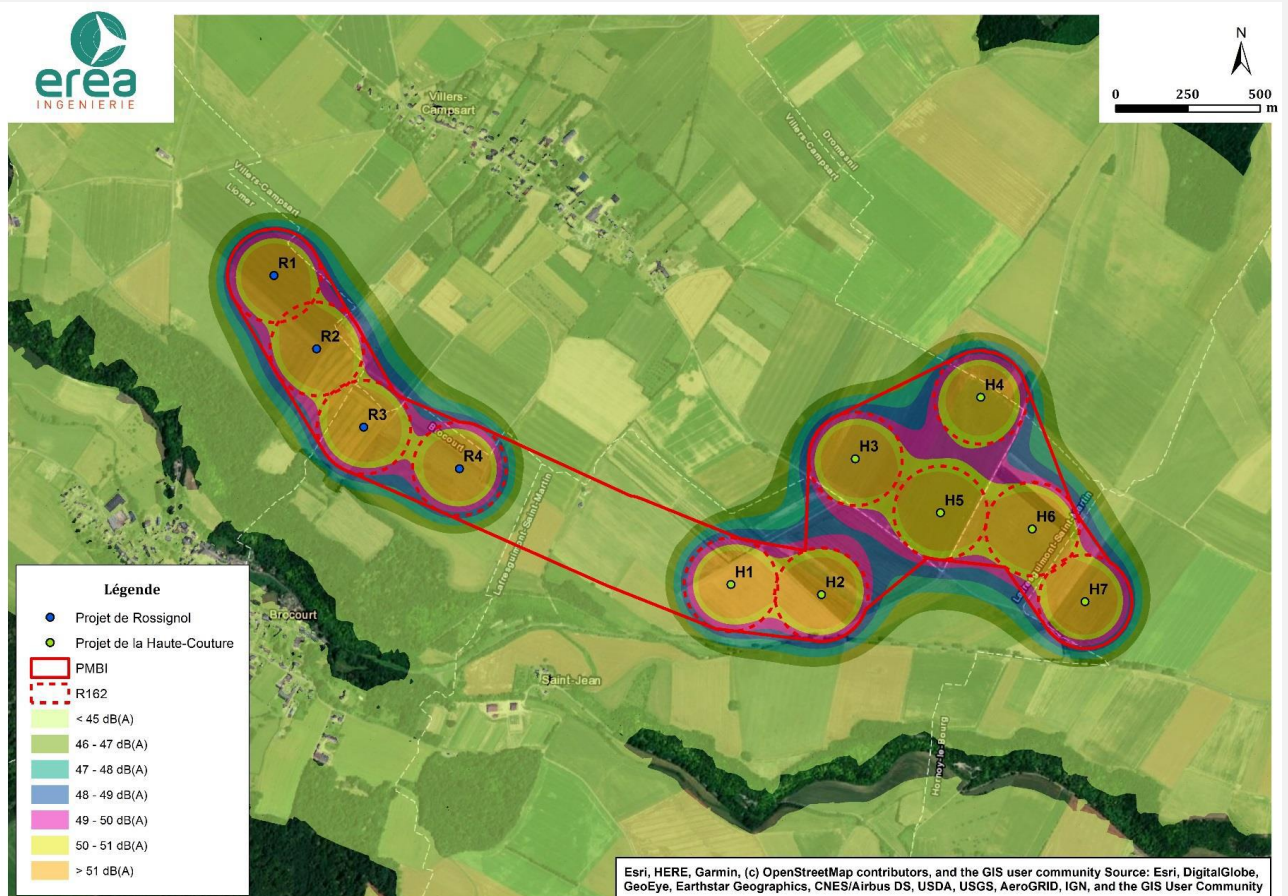 erea
INGENIERIE
N
0 250 500 m
Villers-
Campsart
Dromesnil
Villers-Campsart
Villers-Campsart
Liomer
R1
R2
R3
R4
Brocourt
Lafresguimont-Saint-Martin
H4
H3
H5
H6
H1
H2
H7
Brocourt
Saint-Jean
Hornoy-le-Bourg
Légende
Projet de Rossignol
Projet de la Haute-Couture
PMBI
R162
< 45 dB(A)
46 - 47 dB(A)
47 - 48 dB(A)
48 - 49 dB(A)
49 - 50 dB(A)
50 - 51 dB(A)
> 51 dB(A)
Esri, HERE, Garmin, (c) OpenStreetMap contributors, and the GIS user community Source: Esri, DigitalGlobe,
GeoEye, Earthstar Geographics, CNES/Airbus DS, USDA, USGS, AeroGRID, IGN, and the GIS User Community